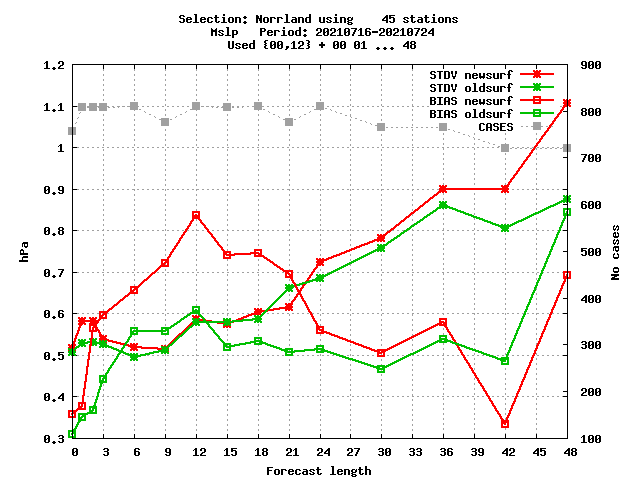 Selection: Norrland using    45 stations
Mslp   Period: 20210716-20210724
Used {00,12} + 00 01 ... 48
STDV newsurf
STDV oldsurf
BIAS newsurf
BIAS oldsurf
CASES
hPa
1.2
1.1
1
0.9
0.8
0.7
0.6
0.5
0.4
0.3
No cases
900
800
700
600
500
400
300
200
100
0 3 6 9 12 15 18 21 24 27 30 33 36 39 42 45 48
Forecast length